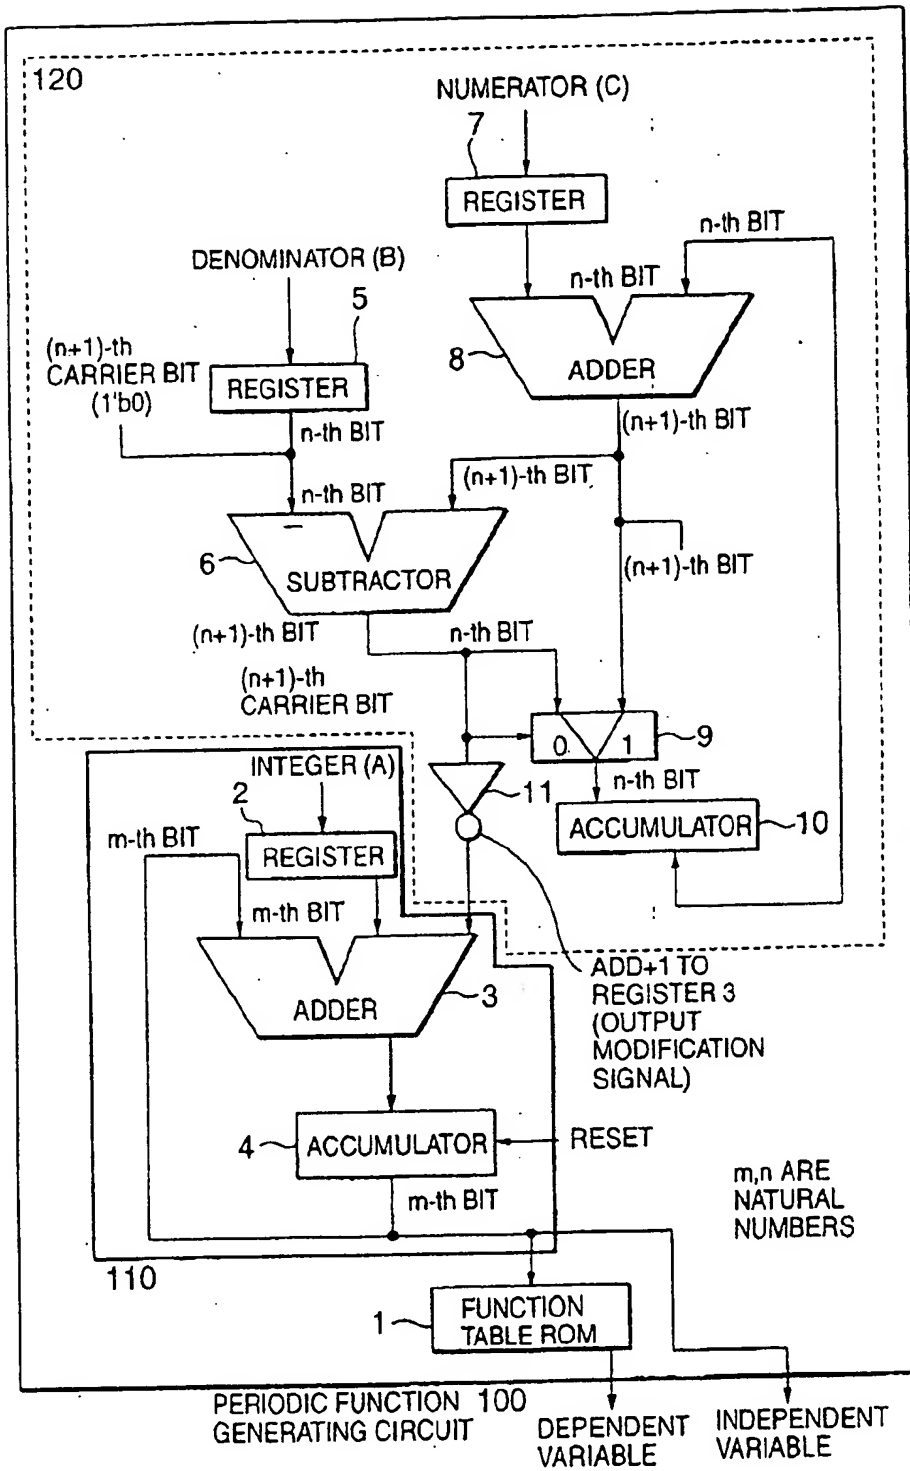 120
NUMERATOR (C)
7
REGISTER
n-th BIT
DENOMINATOR (B)
n-th BIT
5
(n+1)-th
CARRIER BIT
(1'b0)
REGISTER
8
ADDER
n-th BIT
(n+1)-th BIT
(n+1)-th BIT
n-th BIT
6
SUBTRACTOR
(n+1)-th BIT
(n+1)-th BIT
n-th BIT
(n+1)-th
CARRIER BIT
0
1
9
INTEGER (A)
11
n-th BIT
2
m-th BIT
REGISTER
ACCUMULATOR
10
m-th BIT
ADDER
3
ADD+1 TO
REGISTER 3
(OUTPUT
MODIFICATION
SIGNAL)
4
ACCUMULATOR
RESET
m-th BIT
m,n ARE
NATURAL
NUMBERS
110
1
FUNCTION
TABLE ROM
PERIODIC FUNCTION 100
GENERATING CIRCUIT
DEPENDENT
VARIABLE
INDEPENDENT
VARIABLE